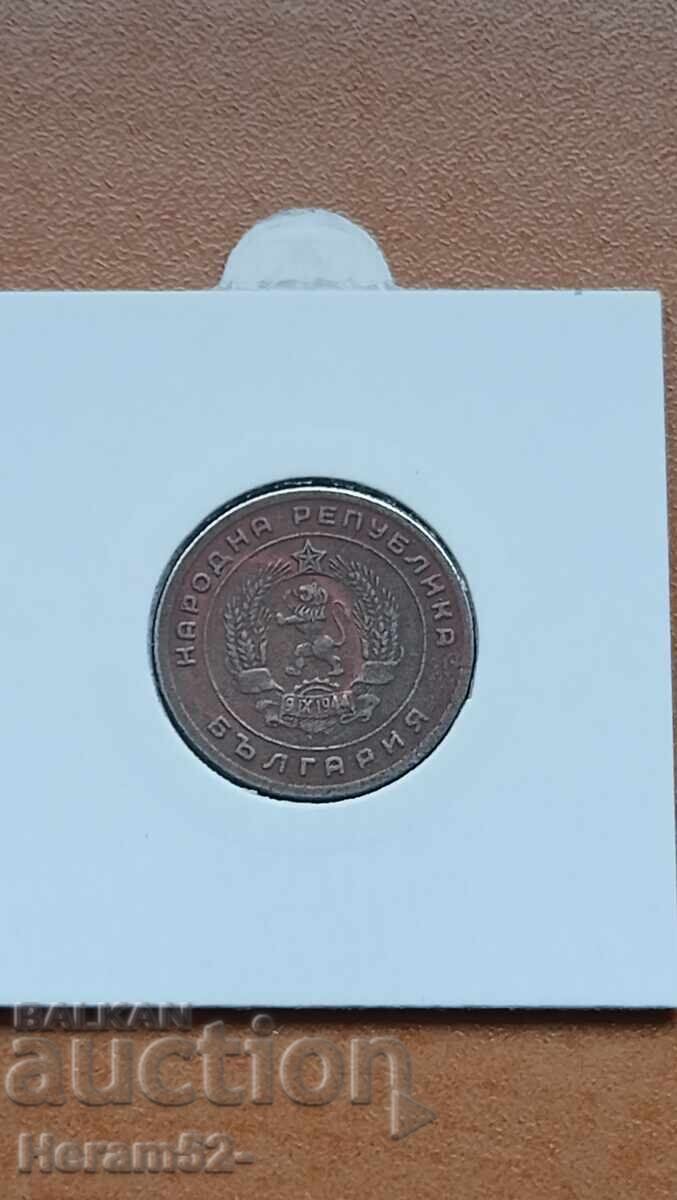 НАРОДНА РЕПУБЛИКА
9 IX 1944
БЪЛГАРИЯ
BALKAN
auction
Heram52-